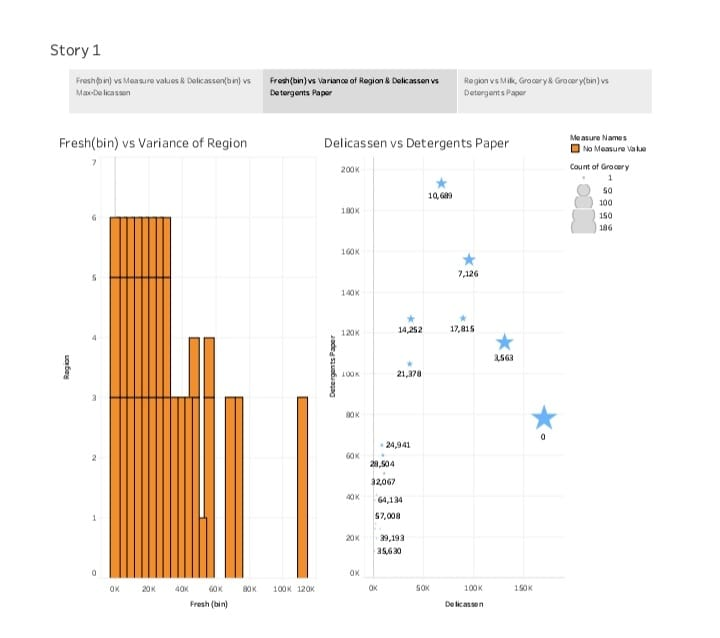 Story 1
Fresh(bin) vs Measure values & Delicassen(bin) vs
Max-Delicassen
Fresh(bin) vs Variance of Region & Delicassen vs
Detergents Paper
Region vs Milk, Grocery & Grocery(bin) vs
Detergents Paper
Fresh(bin) vs Variance of Region
7
6
5
4
3
2
1
0
Region
0K 20K 40K 60K 80K 100K 120K
Fresh (bin)
Delicassen vs Detergents Paper
200K
180K
160K
140K
120K
100K
80K
60K
40K
20K
0K
Detergents Paper
10,689
7,126
14,252
17,815
3,563
21,378
0
24,941
28,504
32,067
64,134
57,008
39,193
35,630
0K 50K 100K 150K
Delicassen
Measure Names
No Measure Value
Count of Grocery
1
50
100
150
186